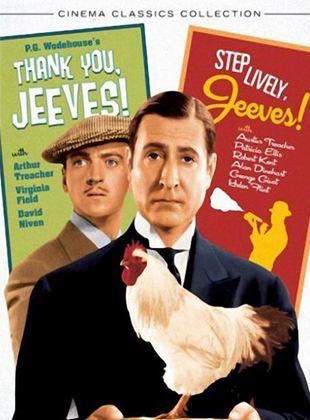 CINEMA CLASSICS COLLECTION
P.G. Wodehouse's
THANK YOU,
JEEVES!
with
Arthur
Treacher
Virginia
Field
David
Niven
STEP
LIVELY,
Jeeves!
with
Arthur Treacher
Patricia Ellis
Robert Kent
Alan Dinehart
George Givot
Helen Flint